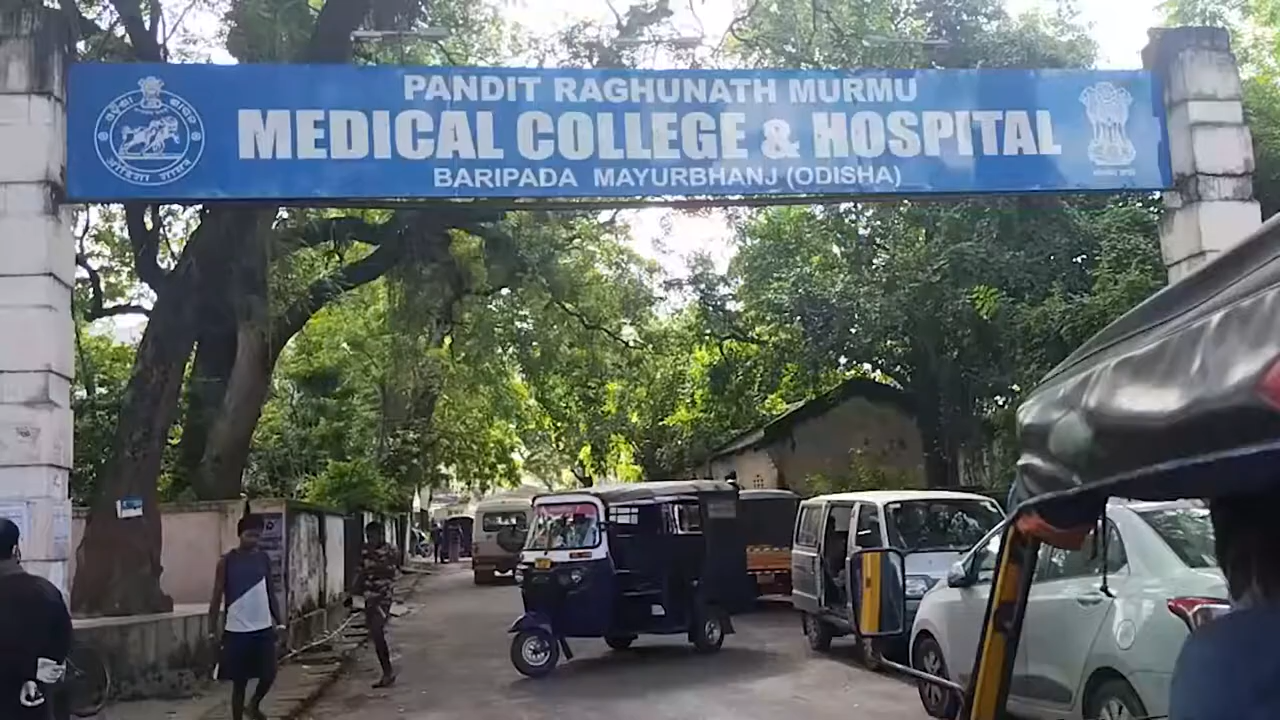 PANDIT RAGHUNATH MURMU
MEDICAL COLLEGE & HOSPITAL
BARIPADA MAYURBHANJ (ODISHA)